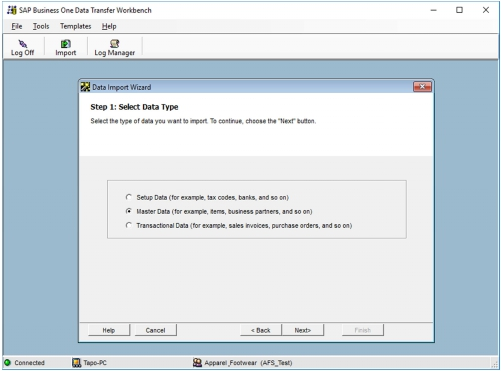 SAP Business One Data Transfer Workbench
File Tools Templates Help
Log Off Import Log Manager
Data Import Wizard
Step 1: Select Data Type
Select the type of data you want to import. To continue, choose the "Next" button.
Setup Data (for example, tax codes, banks, and so on)
Master Data (for example, items, business partners, and so on)
Transactional Data (for example, sales invoices, purchase orders, and so on)
Help Cancel < Back Next> Finish
Connected Tapo-PC Apparel_Footwear (AFS_Test)